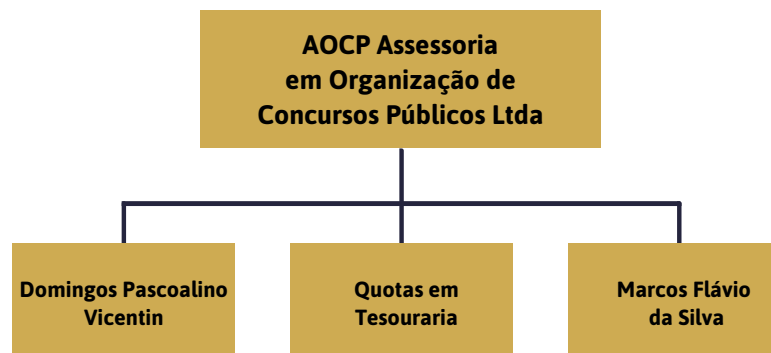 AOCP Assessoria
em Organização de
Concursos Públicos Ltda
Domingos Pascoalino
Vicentin
Quotas em
Tesouraria
Marcos Flávio
da Silva